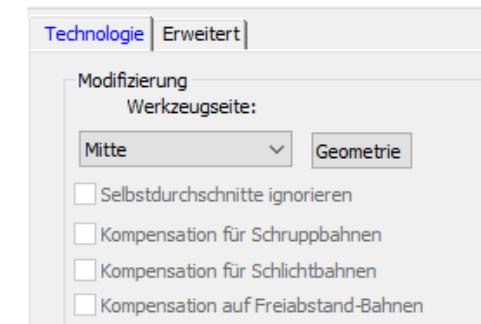 Technologie Erweitert
Modifizierung
Werkzeugseite:
Mitte Geometrie
Selbstdurchschnitte ignorieren
Kompensation für Schruppbahnen
Kompensation für Schlichtbahnen
Kompensation auf Freiabstand-Bahnen